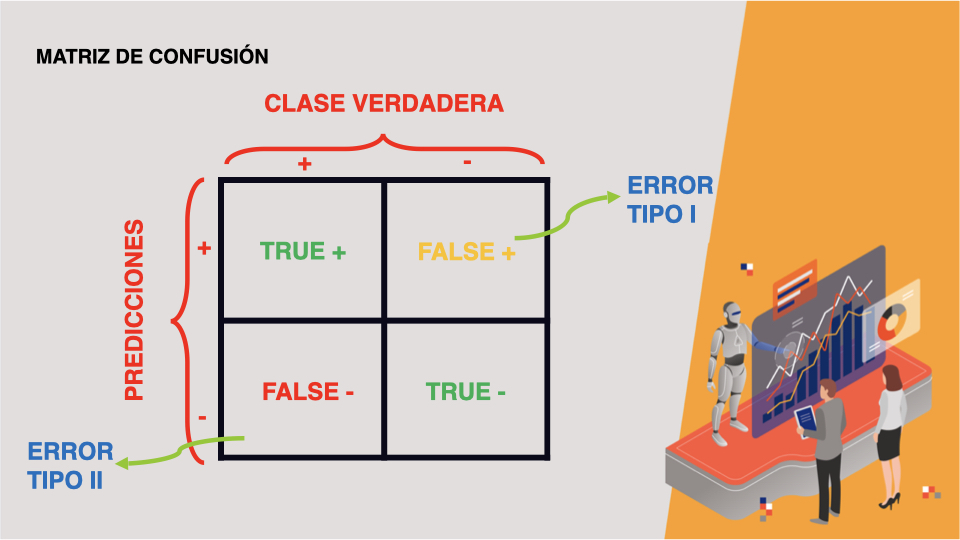 MATRIZ DE CONFUSIÓN
CLASE VERDADERA
+ -
ERROR
TIPO I
PREDICCIONES
+
TRUE + FALSE +
-
FALSE - TRUE -
ERROR
TIPO II